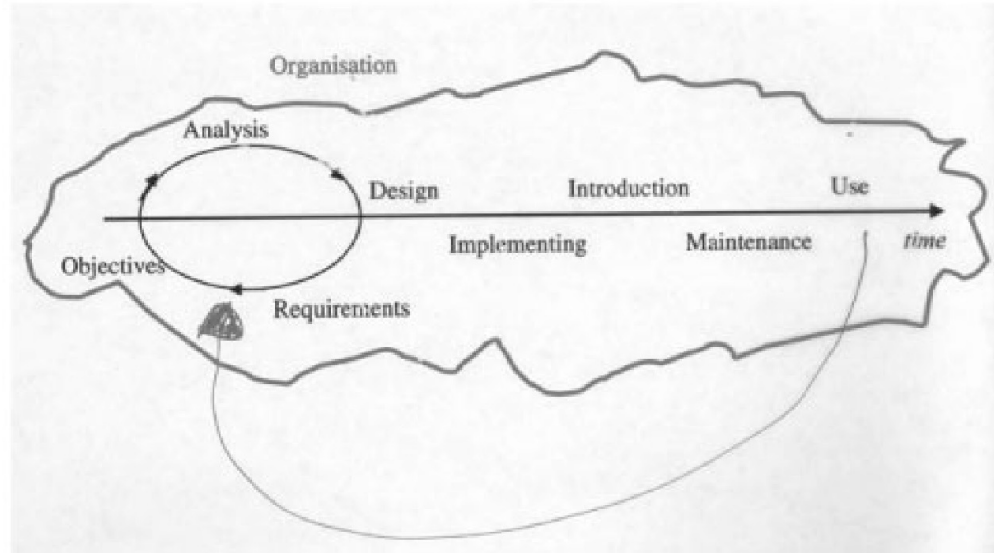 Organisation
Analysis
Design
Introduction
Use
Implementing
Maintenance
time
Objectives
Requirements